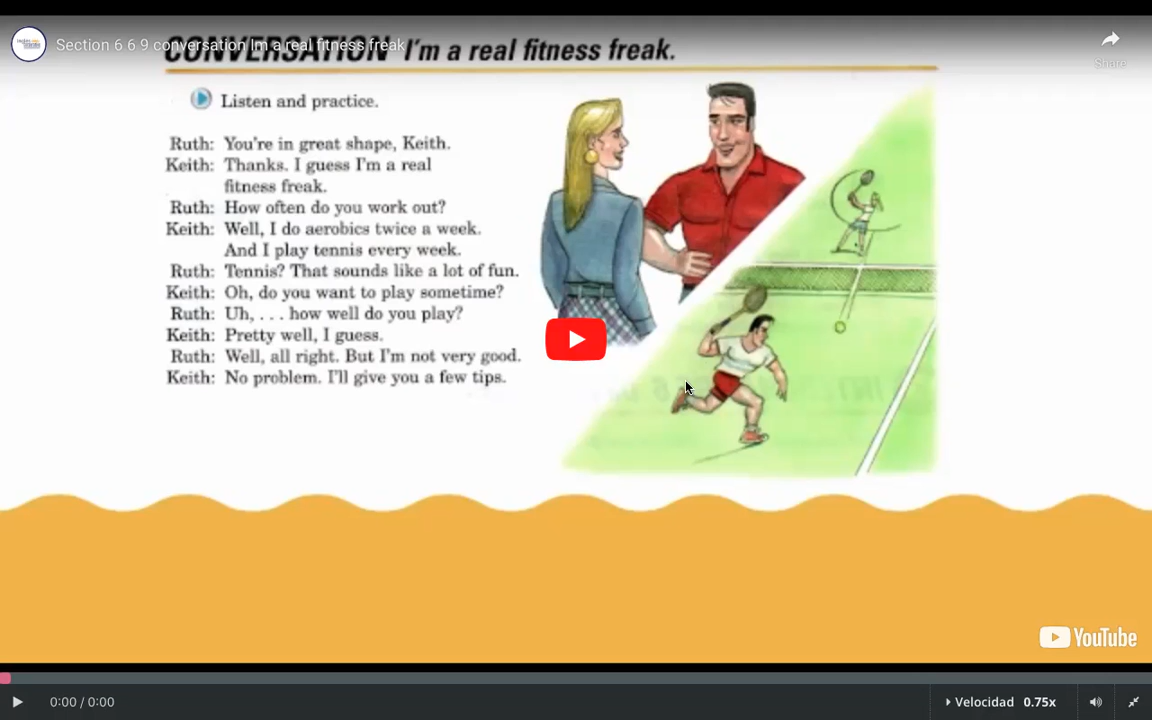 Section 6 6 9 conversation Im a real fitness freak
CONVERSATION I'm a real fitness freak.
Share
Listen and practice.
Ruth: You're in great shape, Keith.
Keith: Thanks. I guess I'm a real
fitness freak.
Ruth: How often do you work out?
Keith: Well, I do aerobics twice a week.
And I play tennis every week.
Ruth: Tennis? That sounds like a lot of fun.
Keith: Oh, do you want to play sometime?
Ruth: Uh, . . . how well do you play?
Keith: Pretty well, I guess.
Ruth: Well, all right. But I'm not very good.
Keith: No problem. I'll give you a few tips.
YouTube
0:00 / 0:00
Velocidad 0.75x